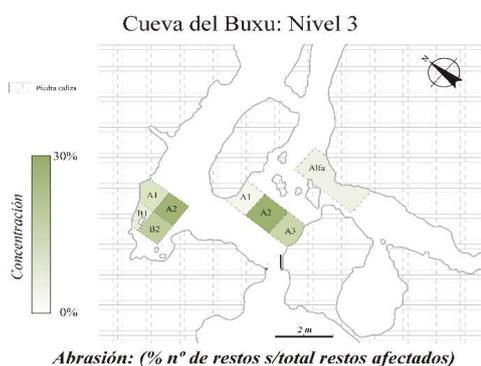 Cueva del Buxu: Nivel 3
N
Piedra caliza
30%
Concentración
0%
A1
A2
B1
B2
A1
A2
A3
Alfa
2 m
Abrasión: (% nº de restos s/total restos afectados)